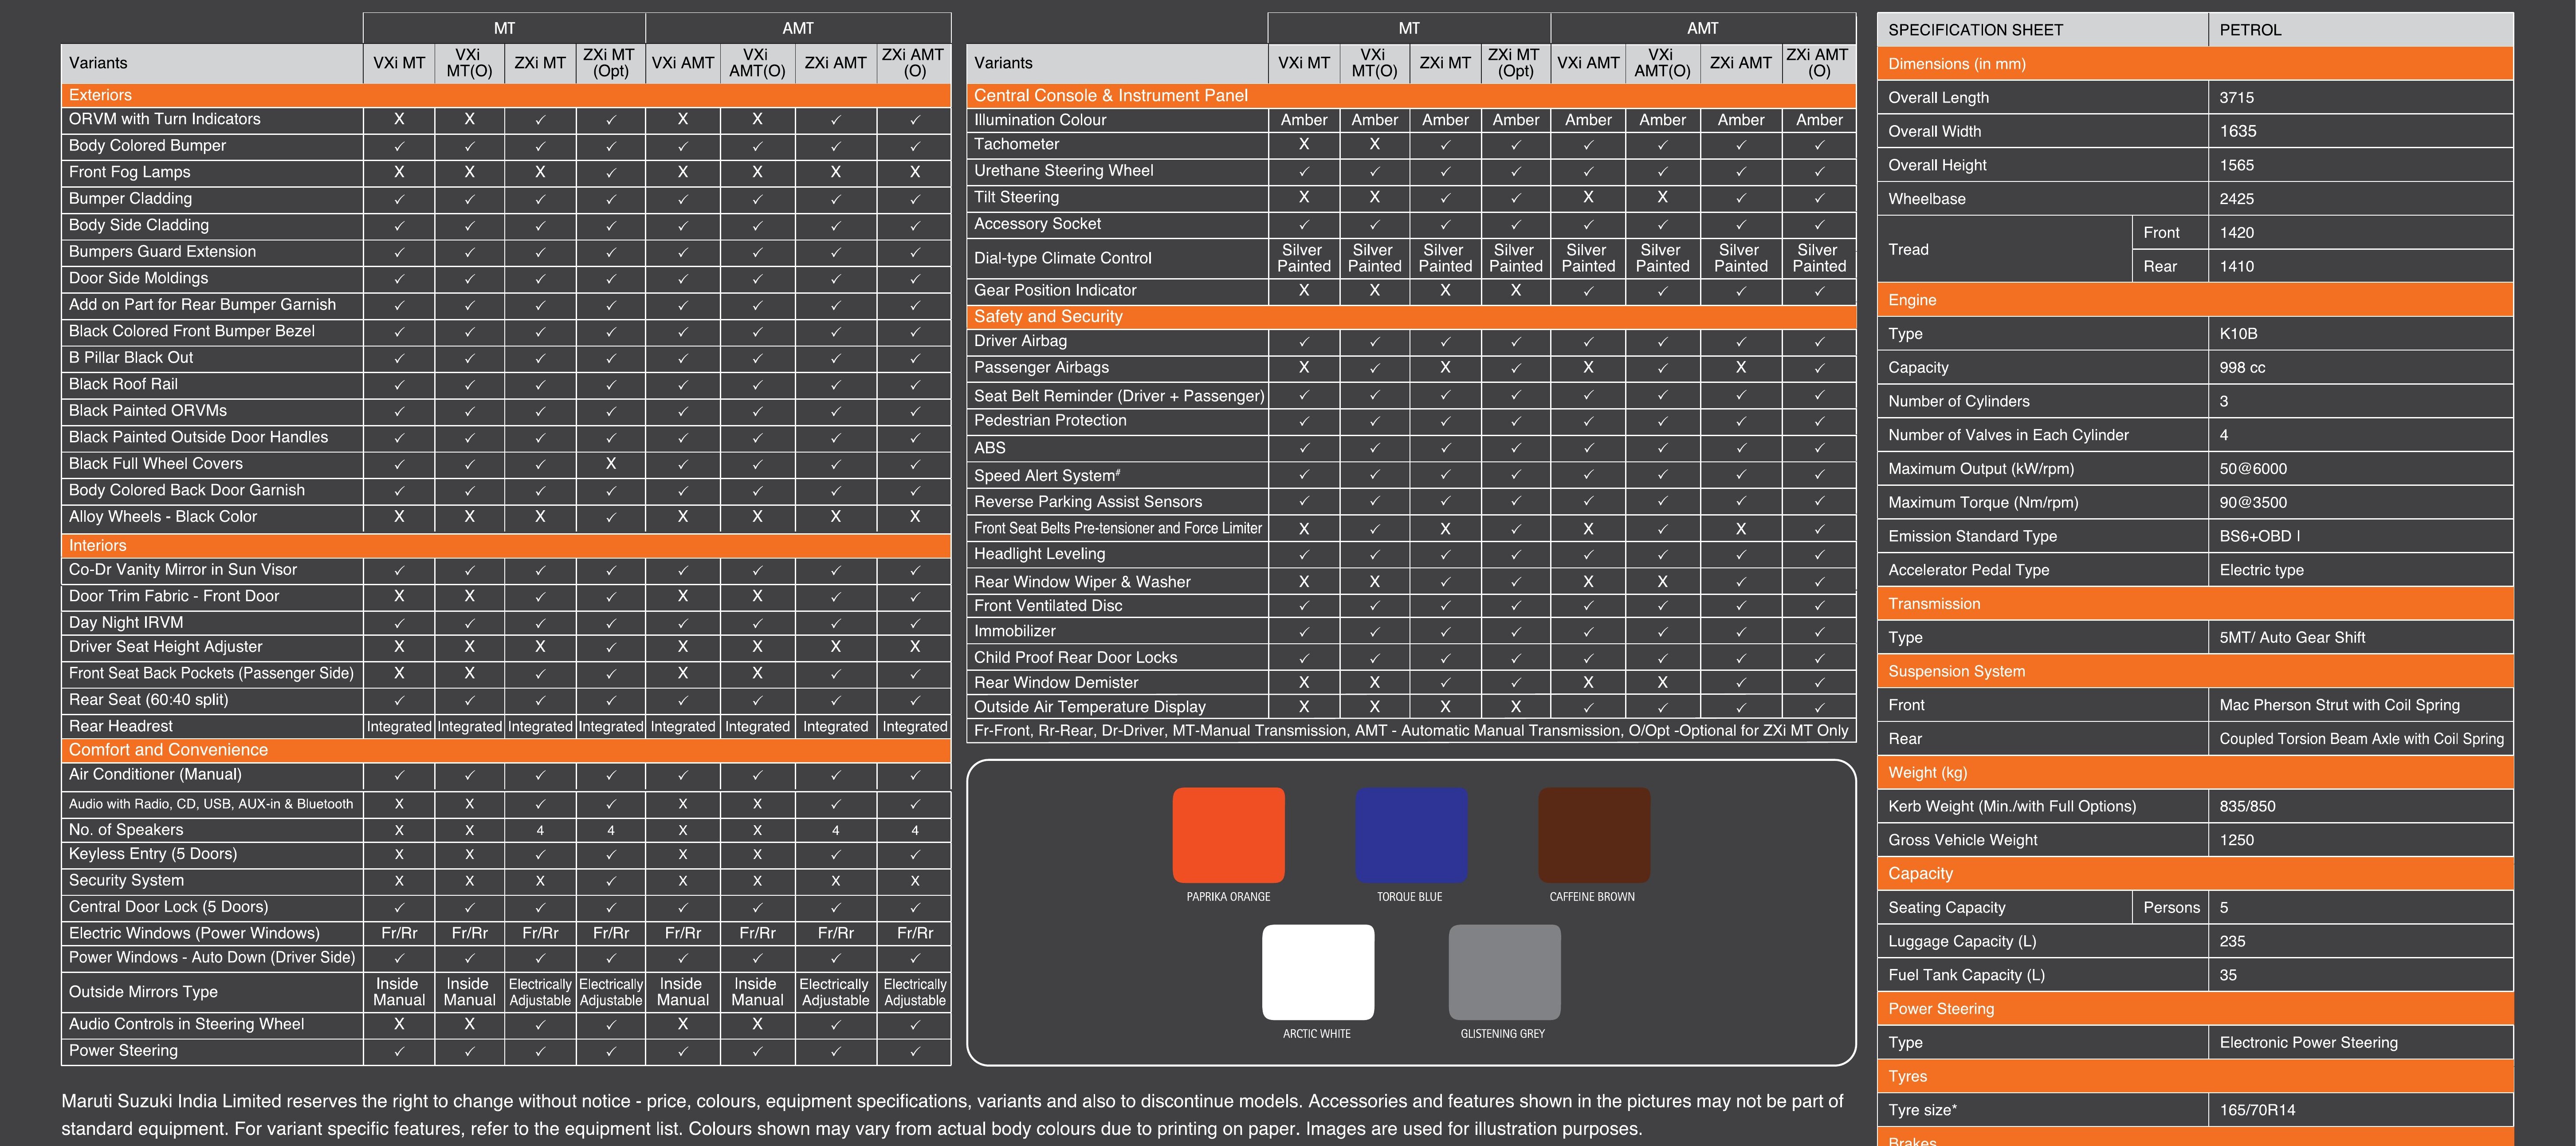 MT AMT
Variants VXi MT VXi MT(O) ZXi MT ZXi MT (Opt) VXi AMT VXi AMT(O) ZXi AMT ZXi AMT (O)
Exteriors
ORVM with Turn Indicators X X ✓ ✓ X X ✓ ✓
Body Colored Bumper ✓ ✓ ✓ ✓ ✓ ✓ ✓ ✓
Front Fog Lamps X X X ✓ X X X X
Bumper Cladding ✓ ✓ ✓ ✓ ✓ ✓ ✓ ✓
Body Side Cladding ✓ ✓ ✓ ✓ ✓ ✓ ✓ ✓
Bumpers Guard Extension ✓ ✓ ✓ ✓ ✓ ✓ ✓ ✓
Door Side Moldings ✓ ✓ ✓ ✓ ✓ ✓ ✓ ✓
Add on Part for Rear Bumper Garnish ✓ ✓ ✓ ✓ ✓ ✓ ✓ ✓
Black Colored Front Bumper Bezel ✓ ✓ ✓ ✓ ✓ ✓ ✓ ✓
B Pillar Black Out ✓ ✓ ✓ ✓ ✓ ✓ ✓ ✓
Black Roof Rail ✓ ✓ ✓ ✓ ✓ ✓ ✓ ✓
Black Painted ORVMs ✓ ✓ ✓ ✓ ✓ ✓ ✓ ✓
Black Painted Outside Door Handles ✓ ✓ ✓ ✓ ✓ ✓ ✓ ✓
Black Full Wheel Covers ✓ ✓ ✓ X ✓ ✓ ✓ ✓
Body Colored Back Door Garnish ✓ ✓ ✓ ✓ ✓ ✓ ✓ ✓
Alloy Wheels - Black Color X X X ✓ X X X X
Interiors
Co-Dr Vanity Mirror in Sun Visor ✓ ✓ ✓ ✓ ✓ ✓ ✓ ✓
Door Trim Fabric - Front Door X X ✓ ✓ X X ✓ ✓
Day Night IRVM ✓ ✓ ✓ ✓ ✓ ✓ ✓ ✓
Driver Seat Height Adjuster X X X ✓ X X X X
Front Seat Back Pockets (Passenger Side) X X ✓ ✓ X X ✓ ✓
Rear Seat (60:40 split) ✓ ✓ ✓ ✓ ✓ ✓ ✓ ✓
Rear Headrest Integrated Integrated Integrated Integrated Integrated Integrated Integrated Integrated
Comfort and Convenience
Air Conditioner (Manual) ✓ ✓ ✓ ✓ ✓ ✓ ✓ ✓
Audio with Radio, CD, USB, AUX-in & Bluetooth X X ✓ ✓ X X ✓ ✓
No. of Speakers X X 4 4 X X 4 4
Keyless Entry (5 Doors) X X ✓ ✓ X X ✓ ✓
Security System X X X ✓ X X X X
Central Door Lock (5 Doors) ✓ ✓ ✓ ✓ ✓ ✓ ✓ ✓
Electric Windows (Power Windows) Fr/Rr Fr/Rr Fr/Rr Fr/Rr Fr/Rr Fr/Rr Fr/Rr Fr/Rr
Power Windows - Auto Down (Driver Side) ✓ ✓ ✓ ✓ ✓ ✓ ✓ ✓
Outside Mirrors Type Inside Manual Inside Manual Electrically Adjustable Electrically Adjustable Inside Manual Inside Manual Electrically Adjustable Electrically Adjustable
Audio Controls in Steering Wheel X X ✓ ✓ X X ✓ ✓
Power Steering ✓ ✓ ✓ ✓ ✓ ✓ ✓ ✓
MT AMT
Variants VXi MT VXi MT(O) ZXi MT ZXi MT (Opt) VXi AMT VXi AMT(O) ZXi AMT ZXi AMT (O)
Central Console & Instrument Panel
Illumination Colour Amber Amber Amber Amber Amber Amber Amber Amber
Tachometer X X ✓ ✓ ✓ ✓ ✓ ✓
Urethane Steering Wheel ✓ ✓ ✓ ✓ ✓ ✓ ✓ ✓
Tilt Steering X X ✓ ✓ X X ✓ ✓
Accessory Socket ✓ ✓ ✓ ✓ ✓ ✓ ✓ ✓
Dial-type Climate Control Silver Painted Silver Painted Silver Painted Silver Painted Silver Painted Silver Painted Silver Painted Silver Painted
Gear Position Indicator X X X X ✓ ✓ ✓ ✓
Safety and Security
Driver Airbag ✓ ✓ ✓ ✓ ✓ ✓ ✓ ✓
Passenger Airbags X ✓ X ✓ X ✓ X ✓
Seat Belt Reminder (Driver + Passenger) ✓ ✓ ✓ ✓ ✓ ✓ ✓ ✓
Pedestrian Protection ✓ ✓ ✓ ✓ ✓ ✓ ✓ ✓
ABS ✓ ✓ ✓ ✓ ✓ ✓ ✓ ✓
Speed Alert System# ✓ ✓ ✓ ✓ ✓ ✓ ✓ ✓
Reverse Parking Assist Sensors ✓ ✓ ✓ ✓ ✓ ✓ ✓ ✓
Front Seat Belts Pre-tensioner and Force Limiter X ✓ X ✓ X ✓ X ✓
Headlight Leveling ✓ ✓ ✓ ✓ ✓ ✓ ✓ ✓
Rear Window Wiper & Washer X X ✓ ✓ X X ✓ ✓
Front Ventilated Disc ✓ ✓ ✓ ✓ ✓ ✓ ✓ ✓
Immobilizer ✓ ✓ ✓ ✓ ✓ ✓ ✓ ✓
Child Proof Rear Door Locks ✓ ✓ ✓ ✓ ✓ ✓ ✓ ✓
Rear Window Demister X X ✓ ✓ X X ✓ ✓
Outside Air Temperature Display X X X X ✓ ✓ ✓ ✓
Fr-Front, Rr-Rear, Dr-Driver, MT-Manual Transmission, AMT - Automatic Manual Transmission, O/Opt -Optional for ZXi MT Only
PAPRIKA ORANGE TORQUE BLUE CAFFEINE BROWN
ARCTIC WHITE GLISTENING GREY
SPECIFICATION SHEET PETROL
Dimensions (in mm)
Overall Length 3715
Overall Width 1635
Overall Height 1565
Wheelbase 2425
Tread Front 1420
Rear 1410
Engine
Type K10B
Capacity 998 cc
Number of Cylinders 3
Number of Valves in Each Cylinder 4
Maximum Output (kW/rpm) 50@6000
Maximum Torque (Nm/rpm) 90@3500
Emission Standard Type BS6+OBD I
Accelerator Pedal Type Electric type
Transmission
Type 5MT/ Auto Gear Shift
Suspension System
Front Mac Pherson Strut with Coil Spring
Rear Coupled Torsion Beam Axle with Coil Spring
Weight (kg)
Kerb Weight (Min./with Full Options) 835/850
Gross Vehicle Weight 1250
Capacity
Seating Capacity Persons 5
Luggage Capacity (L) 235
Fuel Tank Capacity (L) 35
Power Steering
Type Electronic Power Steering
Tyres
Tyre size* 165/70R14
Brakes
Maruti Suzuki India Limited reserves the right to change without notice - price, colours, equipment specifications, variants and also to discontinue models. Accessories and features shown in the pictures may not be part of
standard equipment. For variant specific features, refer to the equipment list. Colours shown may vary from actual body colours due to printing on paper. Images are used for illustration purposes.